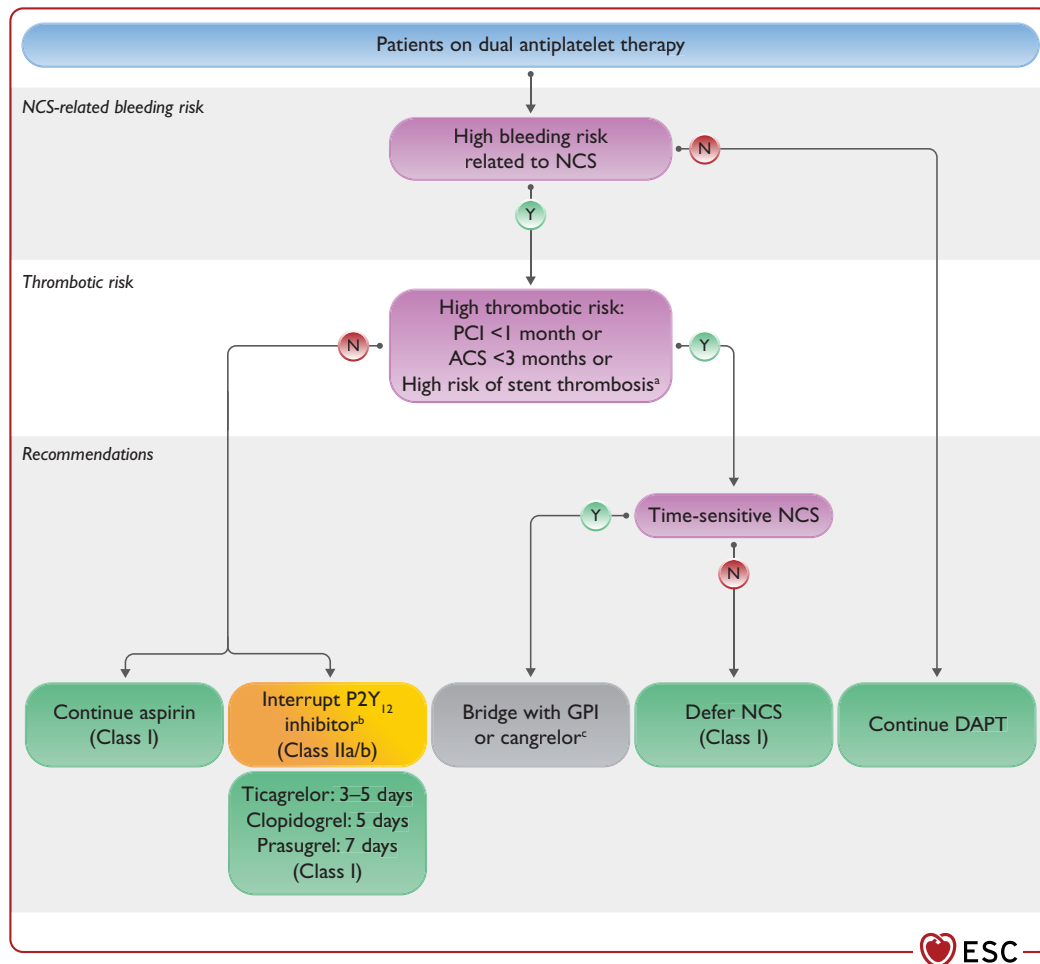 Patients on dual antiplatelet therapy
NCS-related bleeding risk
High bleeding risk
related to NCS
N
Y
Thrombotic risk
High thrombotic risk:
PCI <1 month or
ACS <3 months or
High risk of stent thrombosisᵃ
N
Y
Recommendations
Time-sensitive NCS
Y
N
Continue aspirin
(Class I)
Interrupt P2Y₁₂
inhibitorᵇ
(Class IIa/b)
Ticagrelor: 3–5 days
Clopidogrel: 5 days
Prasugrel: 7 days
(Class I)
Bridge with GPI
or cangrelorᶜ
Defer NCS
(Class I)
Continue DAPT
ESC